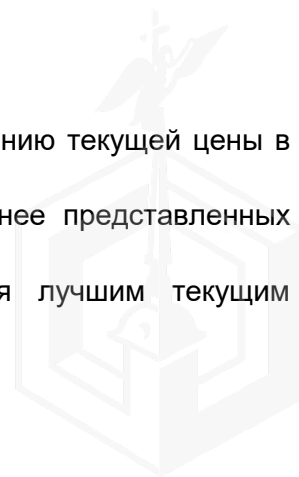 нию текущей цены в
нее представленных
я лучшим текущим